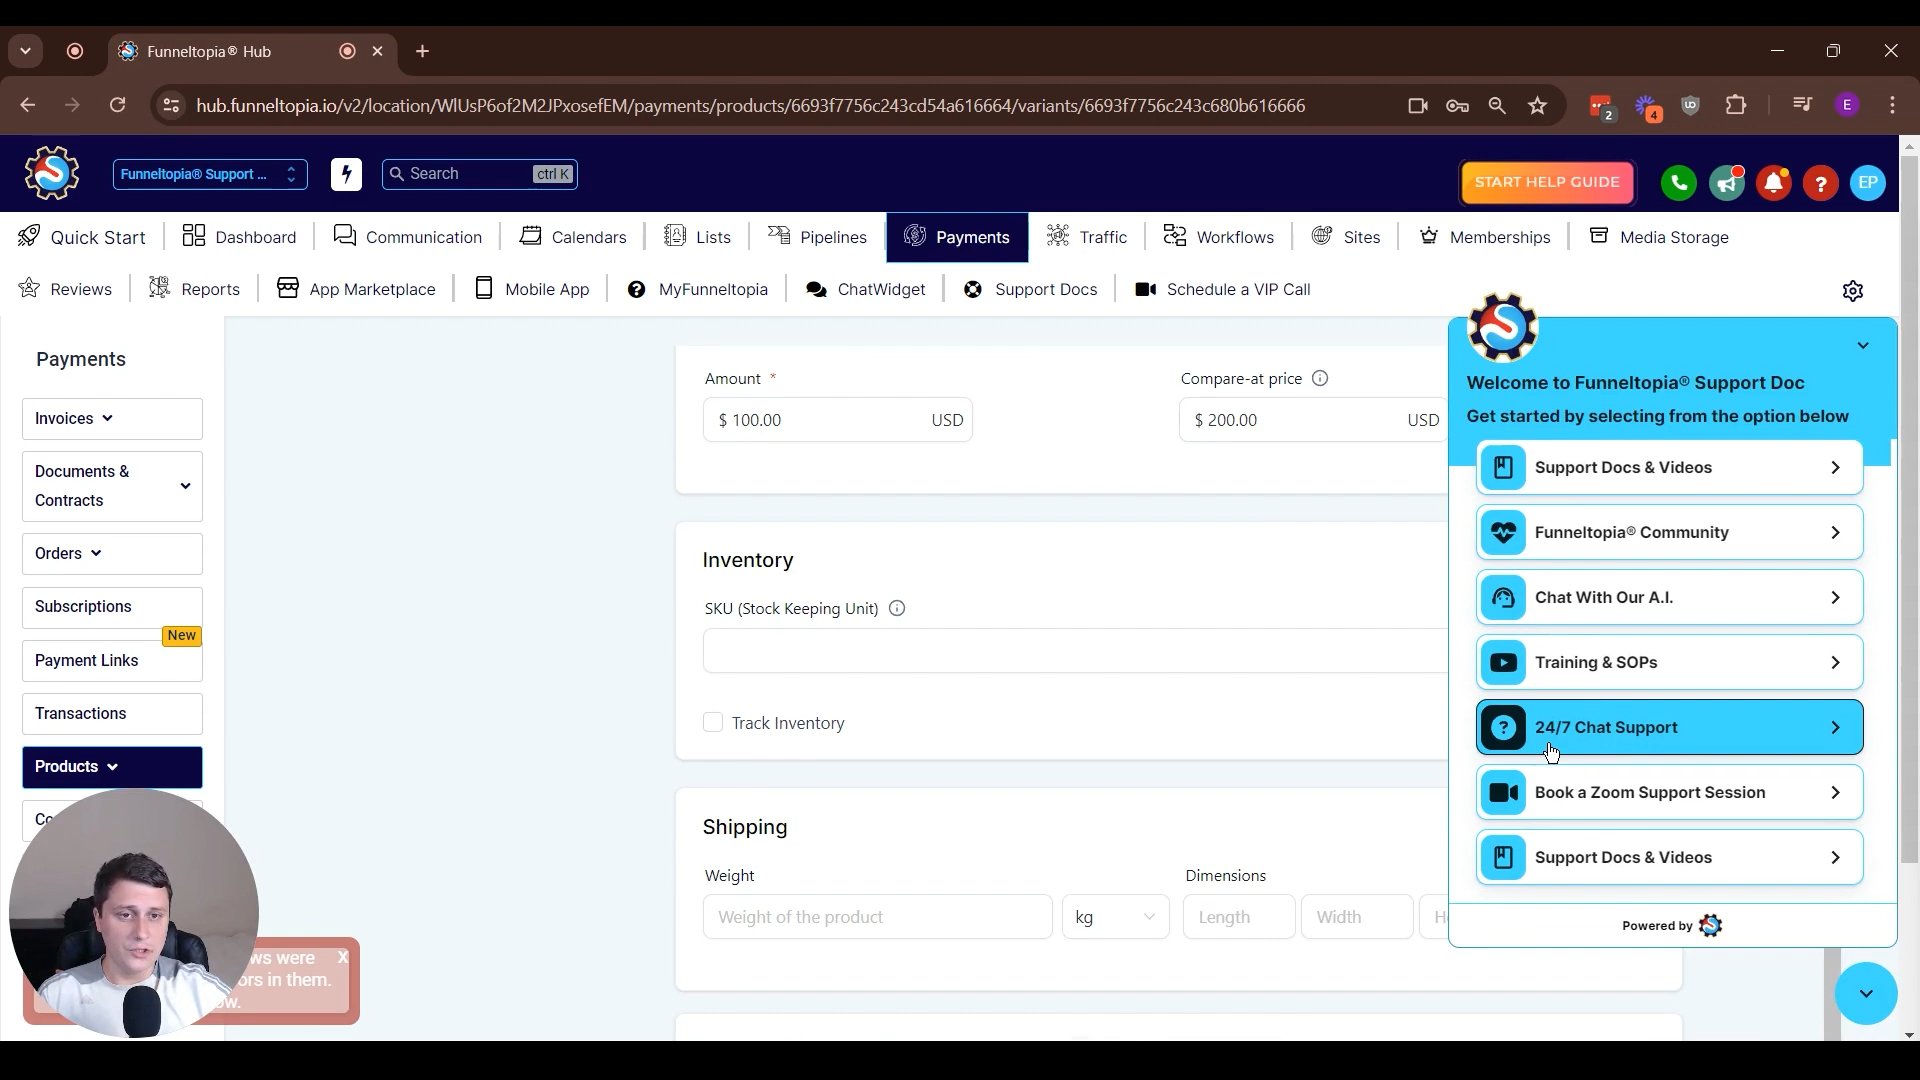 Funneltopia® Hub
hub.funneltopia.io/v2/location/WlUsP6of2M2JPxosefEM/payments/products/6693f7756c243cd54a616664/variants/6693f7756c243c680b616666
2
4
E
Funneltopia® Support ...
Search
ctrl K
START HELP GUIDE
?
EP
Quick Start
Dashboard
Communication
Calendars
Lists
Pipelines
Payments
Traffic
Workflows
Sites
Memberships
Media Storage
Reviews
Reports
App Marketplace
Mobile App
MyFunneltopia
ChatWidget
Support Docs
Schedule a VIP Call
Payments
Invoices
Documents &
Contracts
Orders
Subscriptions
New
Payment Links
Transactions
Products
Amount *
$ 100.00 USD
Compare-at price
$ 200.00 USD
Inventory
SKU (Stock Keeping Unit)
Track Inventory
Shipping
Weight
Weight of the product
kg
Dimensions
Length
Width
were
in them.
X
Welcome to Funneltopia® Support Doc
Get started by selecting from the option below
Support Docs & Videos
Funneltopia® Community
Chat With Our A.I.
Training & SOPs
24/7 Chat Support
Book a Zoom Support Session
Support Docs & Videos
Powered by